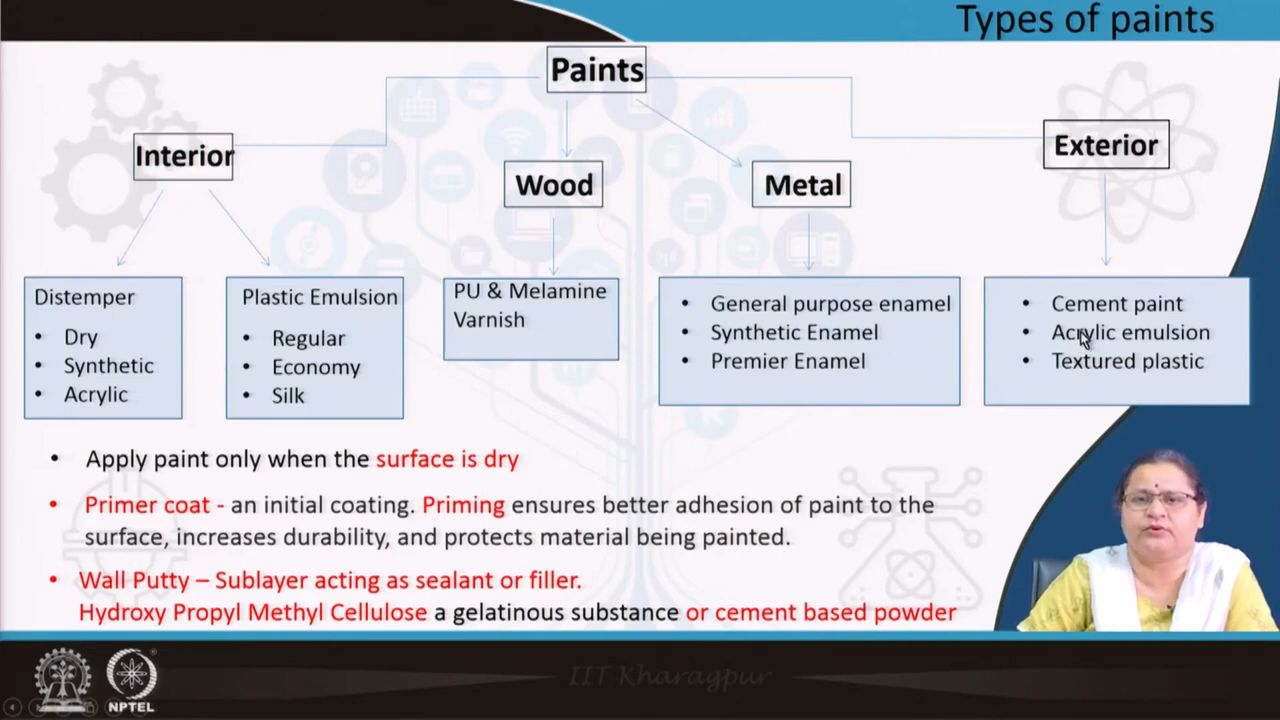 Types of paints
Paints
Interior
Wood
Metal
Exterior
Distemper
• Dry
• Synthetic
• Acrylic
Plastic Emulsion
• Regular
• Economy
• Silk
PU & Melamine
Varnish
• General purpose enamel
• Synthetic Enamel
• Premier Enamel
• Cement paint
• Acrylic emulsion
• Textured plastic
• Apply paint only when the surface is dry
• Primer coat - an initial coating. Priming ensures better adhesion of paint to the
surface, increases durability, and protects material being painted.
• Wall Putty – Sublayer acting as sealant or filler.
Hydroxy Propyl Methyl Cellulose a gelatinous substance or cement based powder
IIT Kharagpur
NPTEL